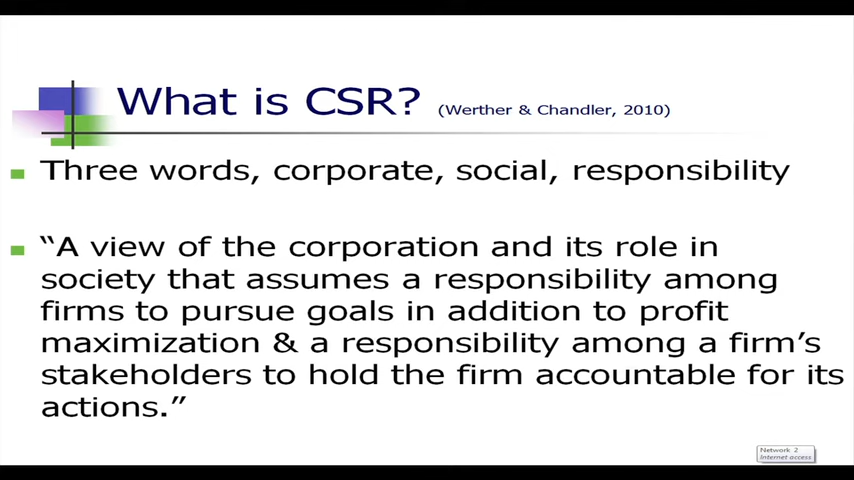 What is CSR? (Werther & Chandler, 2010)
Three words, corporate, social, responsibility
“A view of the corporation and its role in
society that assumes a responsibility among
firms to pursue goals in addition to profit
maximization & a responsibility among a firm’s
stakeholders to hold the firm accountable for its
actions.”
Network 2
Internet access